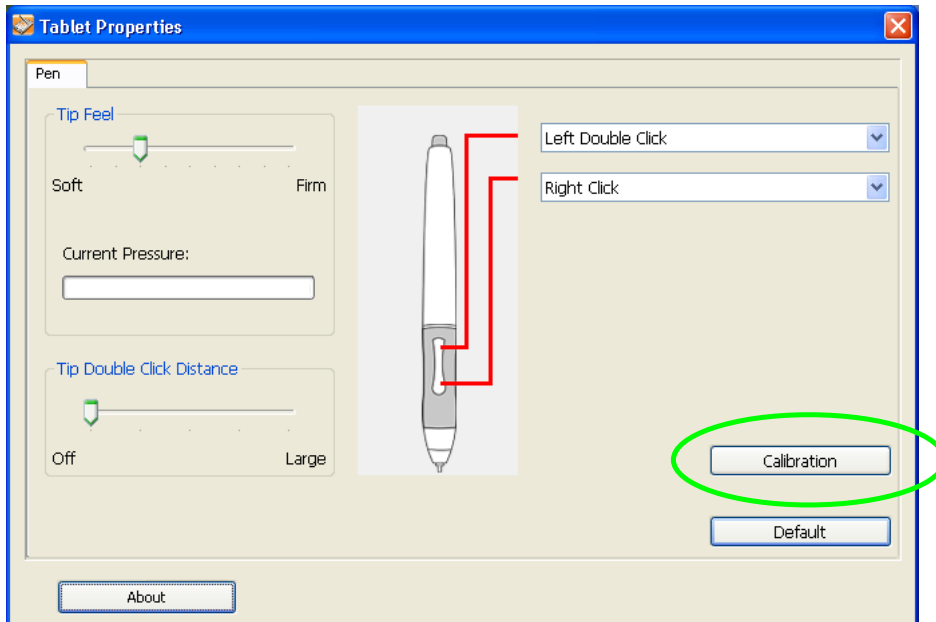 Tablet Properties
Pen
Tip Feel
Soft Firm
Current Pressure:
Tip Double Click Distance
Off Large
Left Double Click
Right Click
Calibration
Default
About